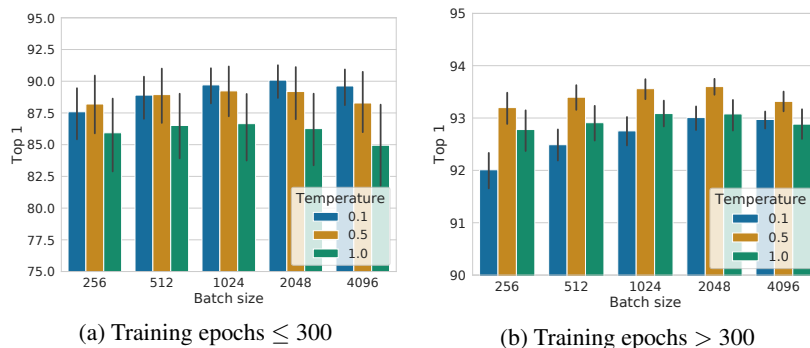 95.0
92.5
90.0
87.5
85.0
82.5
80.0
77.5
75.0
Top 1
256 512 1024 2048 4096
Batch size
Temperature
0.1
0.5
1.0
(a) Training epochs ≤ 300
95
94
93
92
91
90
Top 1
256 512 1024 2048 4096
Batch size
Temperature
0.1
0.5
1.0
(b) Training epochs > 300